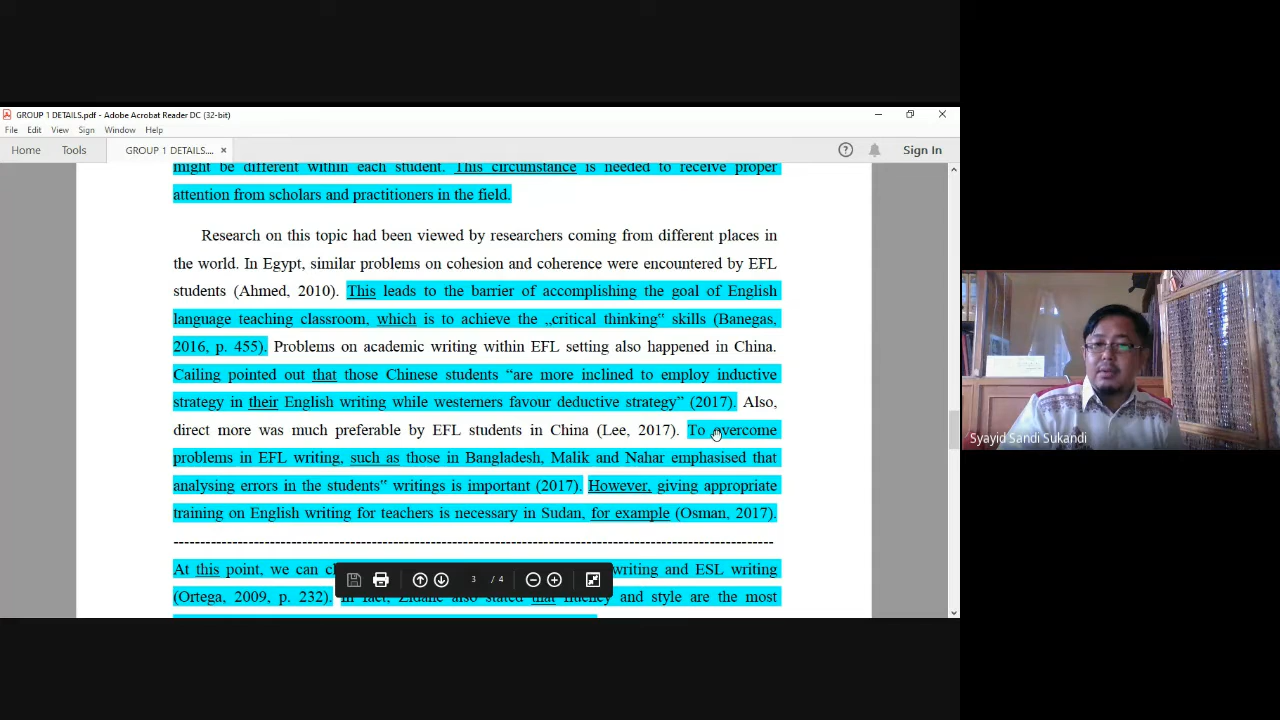 GROUP 1 DETAILS.pdf - Adobe Acrobat Reader DC (32-bit)
File Edit View Sign Window Help
Home Tools GROUP 1 DETAILS.... × Sign In
might be different within each student. This circumstance is needed to receive proper
attention from scholars and practitioners in the field.
Research on this topic had been viewed by researchers coming from different places in
the world. In Egypt, similar problems on cohesion and coherence were encountered by EFL
students (Ahmed, 2010). This leads to the barrier of accomplishing the goal of English
language teaching classroom, which is to achieve the „critical thinking‟ skills (Banegas,
2016, p. 455). Problems on academic writing within EFL setting also happened in China.
Cailing pointed out that those Chinese students “are more inclined to employ inductive
strategy in their English writing while westerners favour deductive strategy” (2017). Also,
direct more was much preferable by EFL students in China (Lee, 2017). To overcome
problems in EFL writing, such as those in Bangladesh, Malik and Nahar emphasised that
analysing errors in the students‟ writings is important (2017). However, giving appropriate
training on English writing for teachers is necessary in Sudan, for example (Osman, 2017).
----------------------------------------------------------------------------------------------------------------
At this point, we can writing and ESL writing
(Ortega, 2009, p. 232). In fact, Zidane also stated that fluency and style are the most
3 / 4
Syayid Sandi Sukandi